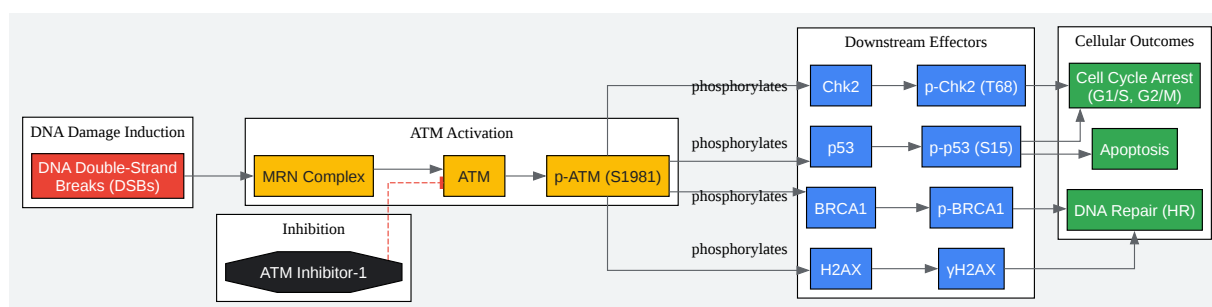 DNA Damage Induction
DNA Double-Strand
Breaks (DSBs)
ATM Activation
MRN Complex
ATM
p-ATM (S1981)
Inhibition
ATM Inhibitor-1
phosphorylates
phosphorylates
phosphorylates
phosphorylates
Downstream Effectors
Chk2
p-Chk2 (T68)
p53
p-p53 (S15)
BRCA1
p-BRCA1
H2AX
γH2AX
Cellular Outcomes
Cell Cycle Arrest
(G1/S, G2/M)
Apoptosis
DNA Repair (HR)